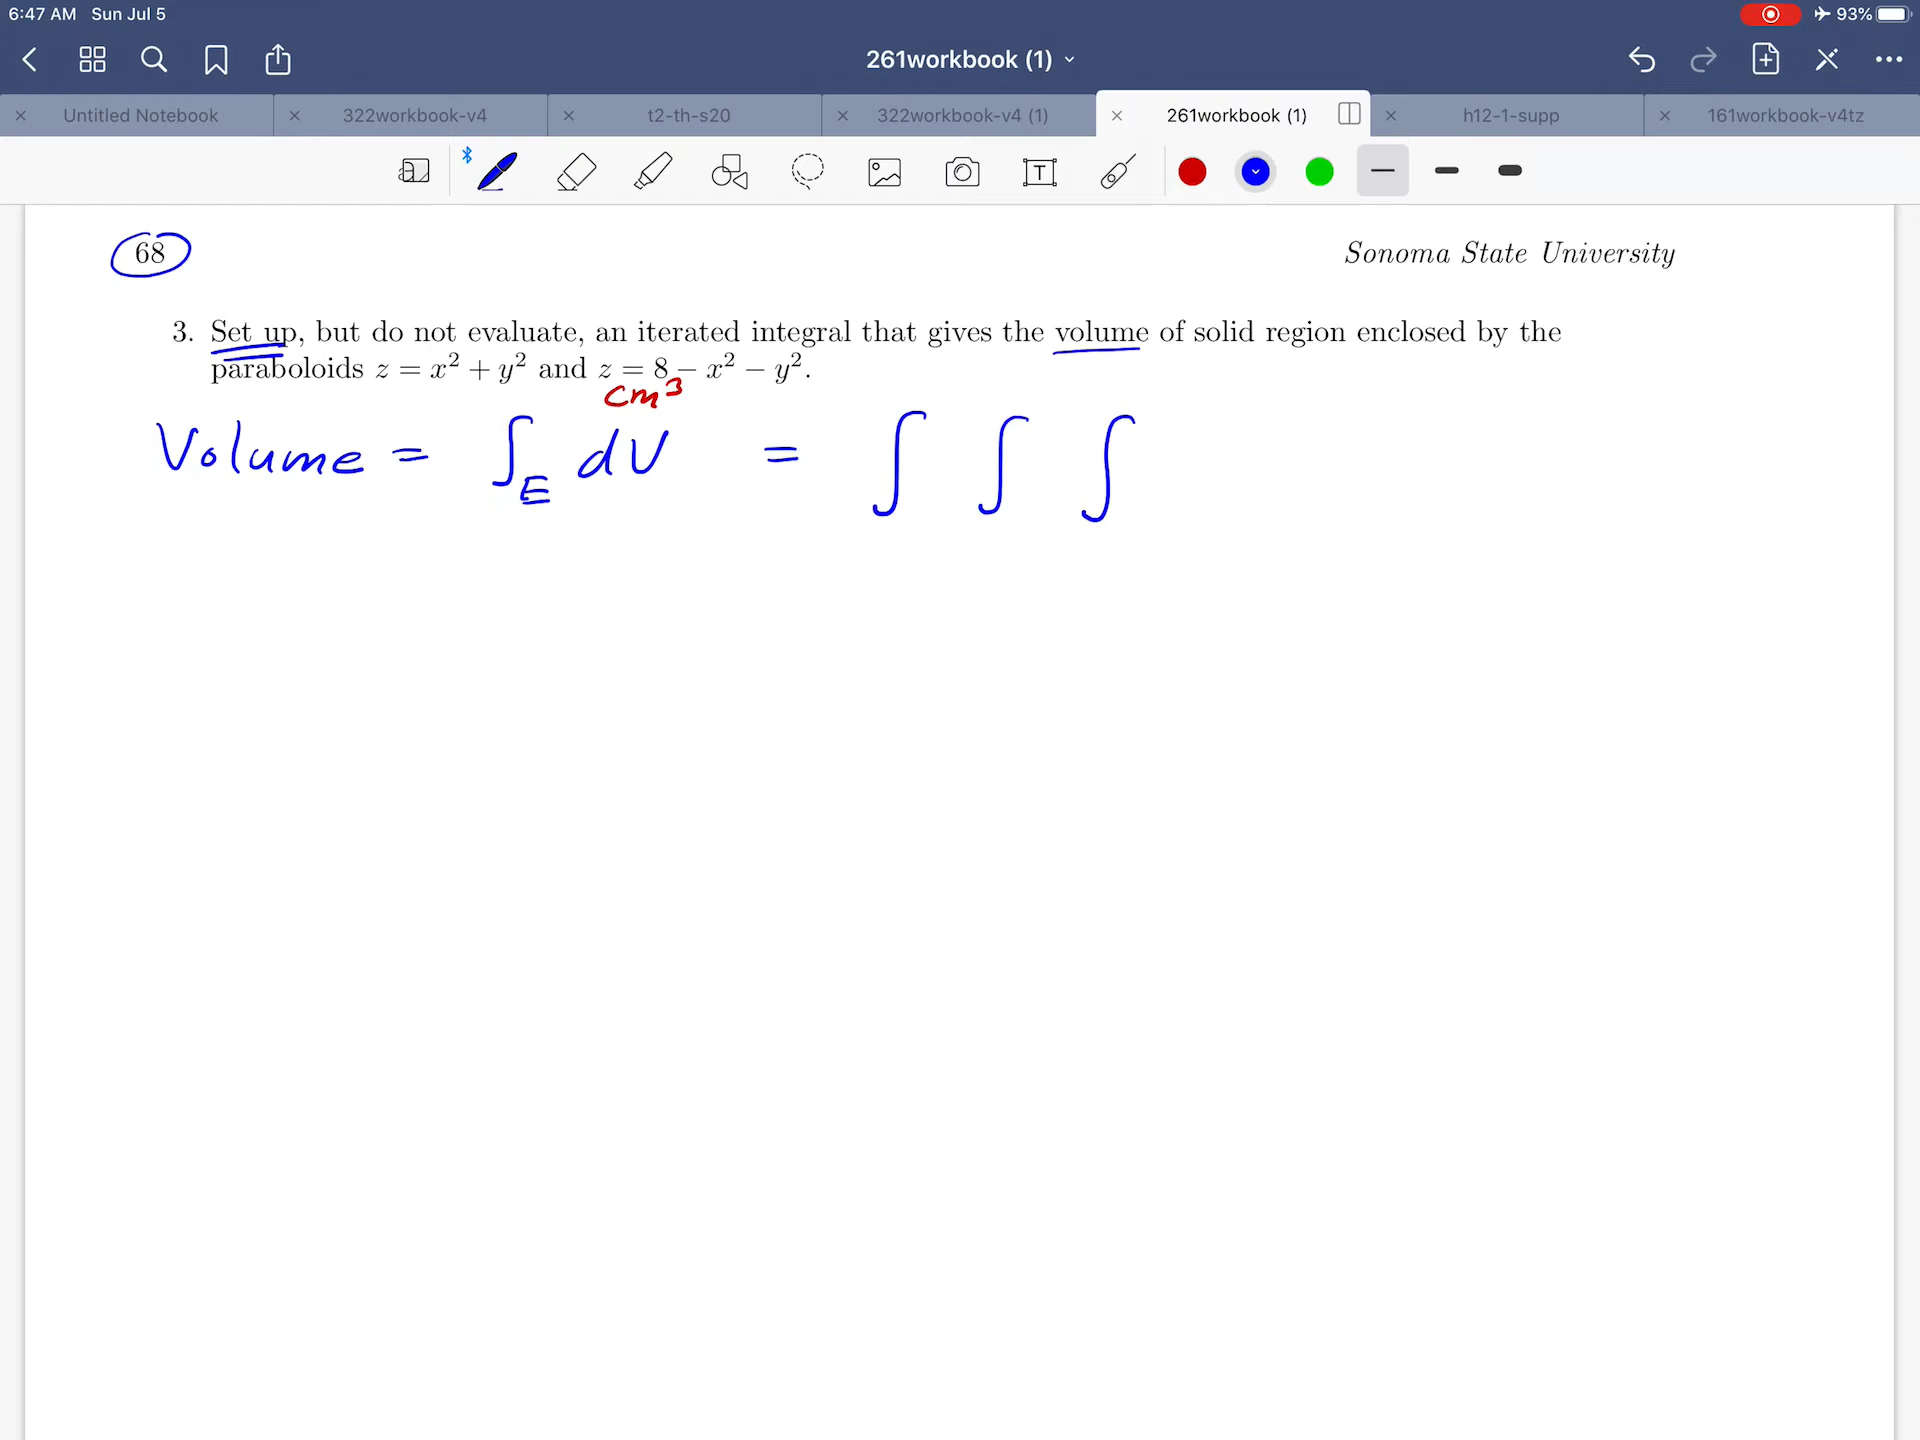 6:47 AM Sun Jul 5 93%
261workbook (1)
Untitled Notebook 322workbook-v4 t2-th-s20 322workbook-v4 (1) 261workbook (1) h12-1-supp 161workbook-v4tz
68 Sonoma State University
3. Set up, but do not evaluate, an iterated integral that gives the volume of solid region enclosed by the
paraboloids z = x² + y² and z = 8 − x² − y².
cm³
Volume = ∫_E dV = ∫ ∫ ∫